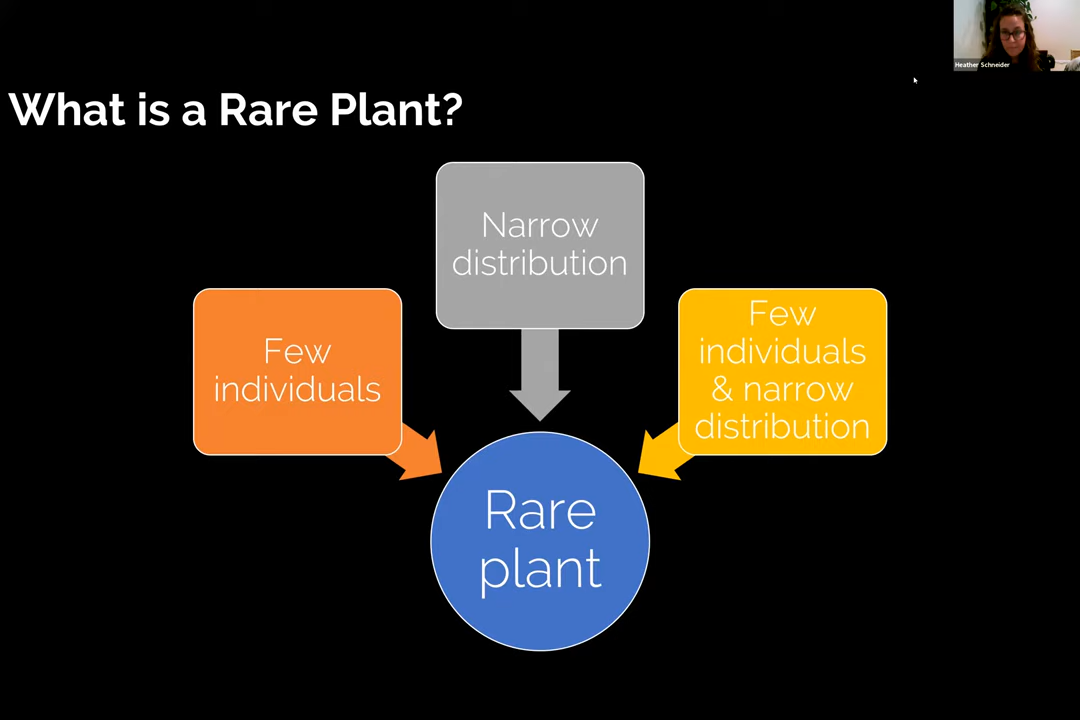 Heather Schneider
What is a Rare Plant?
Narrow
distribution
Few
individuals
Few
individuals
& narrow
distribution
Rare
plant